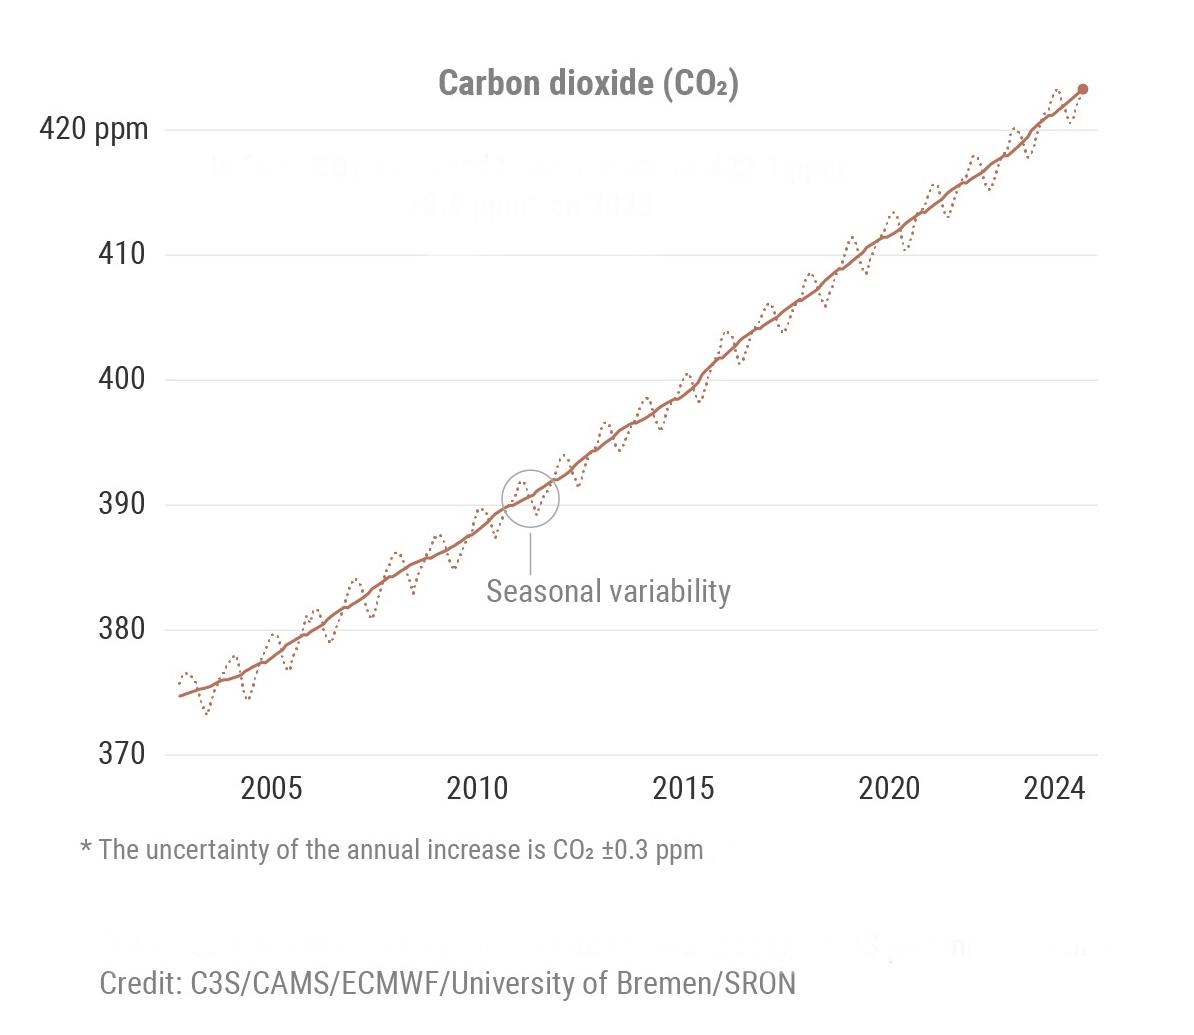 Carbon dioxide (CO₂)
420 ppm
410
400
390
Seasonal variability
380
370
2005 2010 2015 2020 2024
* The uncertainty of the annual increase is CO₂ ±0.3 ppm
Credit: C3S/CAMS/ECMWF/University of Bremen/SRON